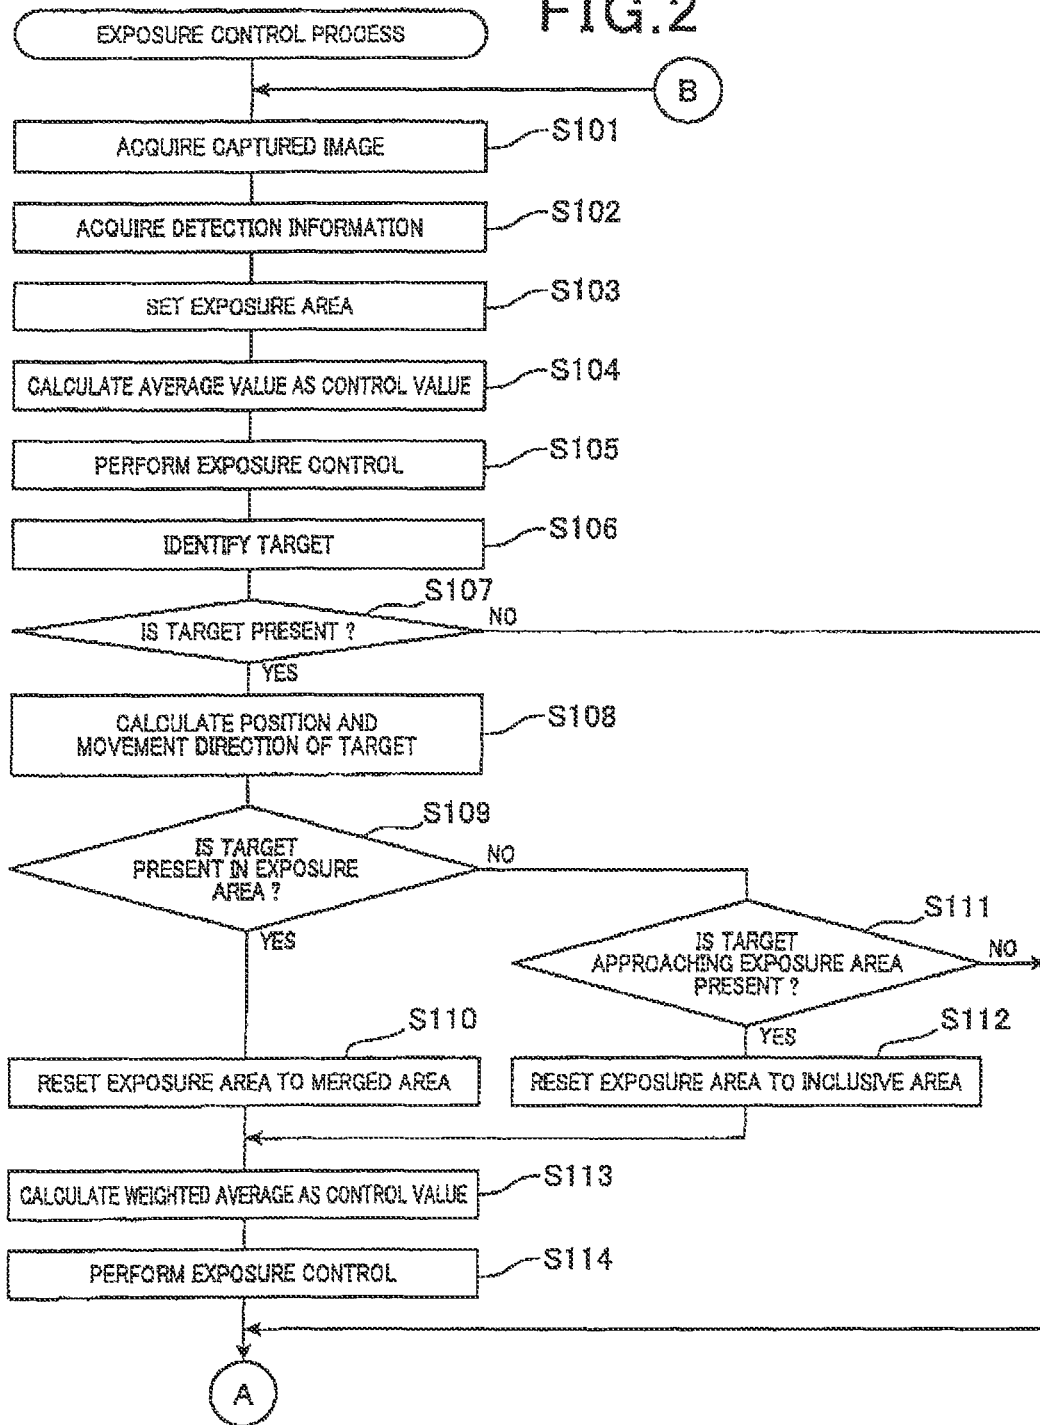 FIG.2
EXPOSURE CONTROL PROCESS
B
S101
ACQUIRE CAPTURED IMAGE
S102
ACQUIRE DETECTION INFORMATION
S103
SET EXPOSURE AREA
S104
CALCULATE AVERAGE VALUE AS CONTROL VALUE
S105
PERFORM EXPOSURE CONTROL
S106
IDENTIFY TARGET
S107
NO
IS TARGET PRESENT ?
YES
S108
CALCULATE POSITION AND
MOVEMENT DIRECTION OF TARGET
S109
IS TARGET
PRESENT IN EXPOSURE
AREA ?
NO
YES
S111
IS TARGET
APPROACHING EXPOSURE AREA
PRESENT ?
NO
YES
S110
RESET EXPOSURE AREA TO MERGED AREA
S112
RESET EXPOSURE AREA TO INCLUSIVE AREA
S113
CALCULATE WEIGHTED AVERAGE AS CONTROL VALUE
S114
PERFORM EXPOSURE CONTROL
A